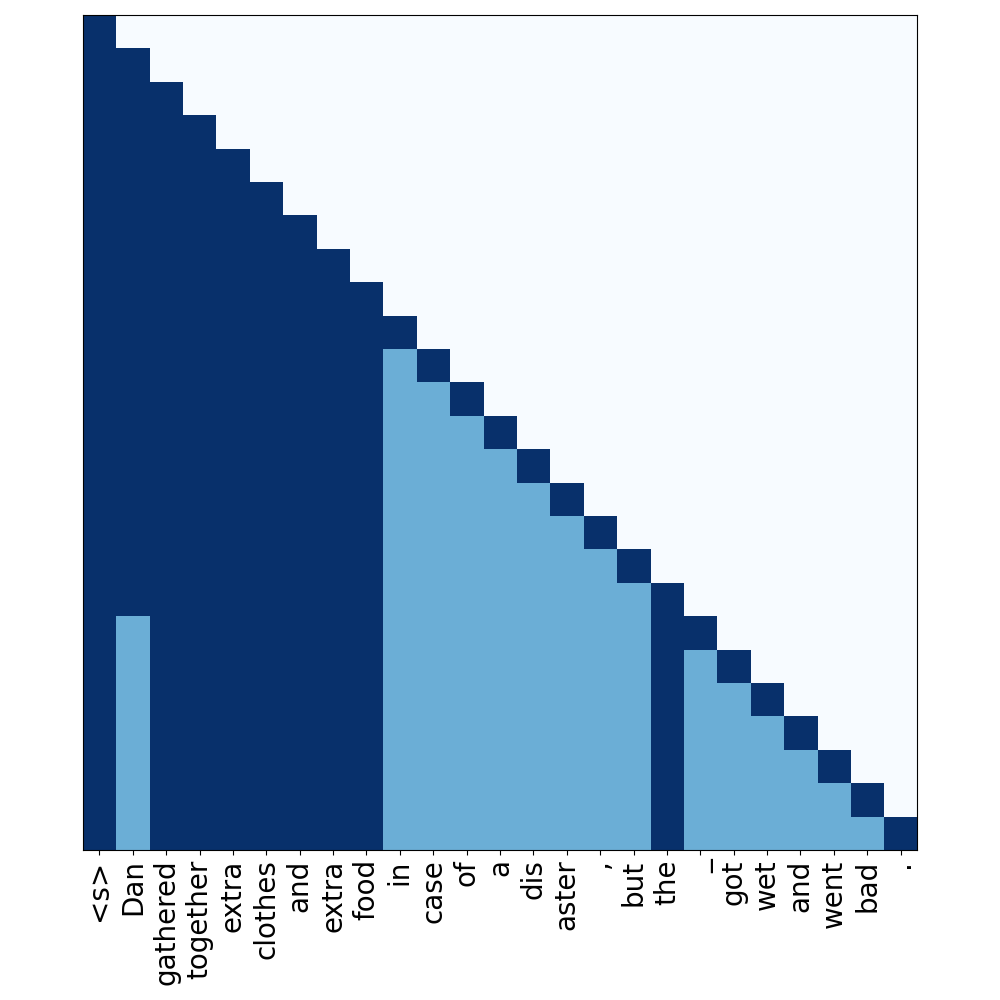 <s>
Dan
gathered
together
extra
clothes
and
extra
food
in
case
of
a
dis
aster
,
but
the
_
got
wet
and
went
bad
.